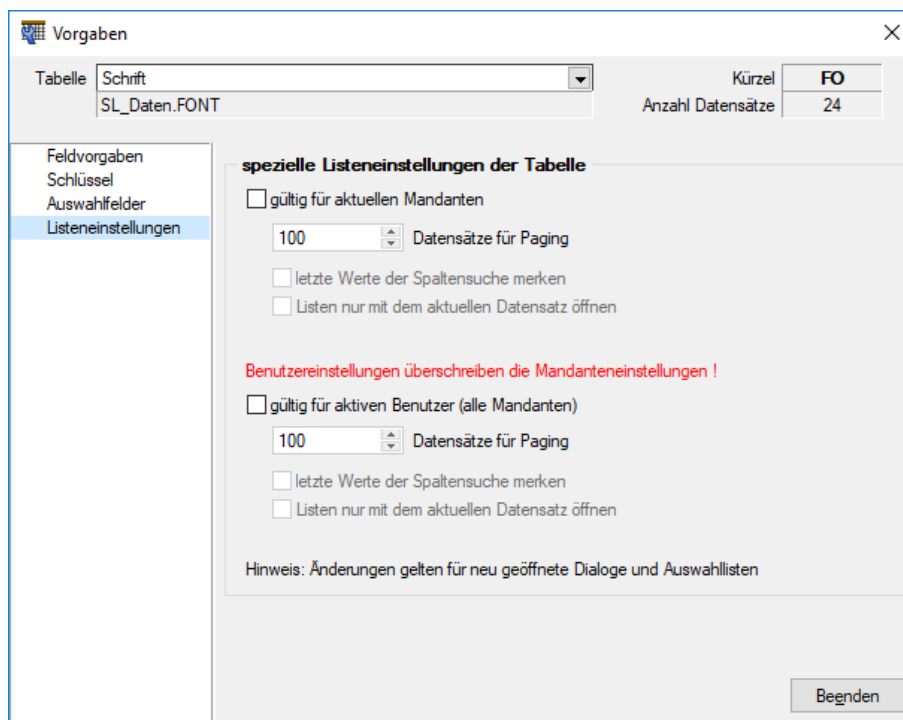 Vorgaben
Tabelle Schrift Kürzel FO
SL_Daten.FONT Anzahl Datensätze 24
Feldvorgaben
Schlüssel
Auswahlfelder
Listeneinstellungen
spezielle Listeneinstellungen der Tabelle
gültig für aktuellen Mandanten
100 Datensätze für Paging
letzte Werte der Spaltensuche merken
Listen nur mit dem aktuellen Datensatz öffnen
Benutzereinstellungen überschreiben die Mandanteneinstellungen !
gültig für aktiven Benutzer (alle Mandanten)
100 Datensätze für Paging
letzte Werte der Spaltensuche merken
Listen nur mit dem aktuellen Datensatz öffnen
Hinweis: Änderungen gelten für neu geöffnete Dialoge und Auswahllisten
Beenden